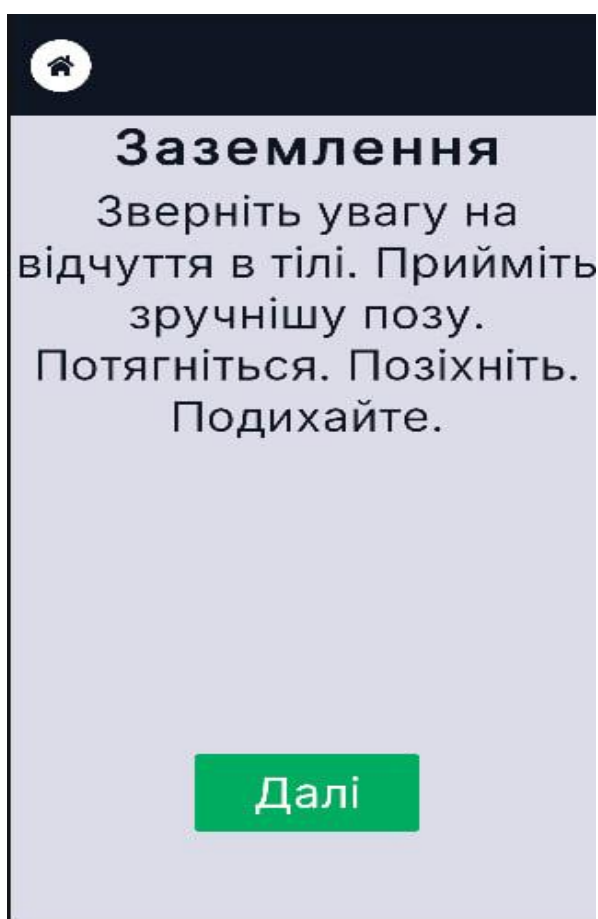 Заземлення
Зверніть увагу на
відчуття в тілі. Прийміть
зручнішу позу.
Потягніться. Позіхніть.
Подихайте.
Далі